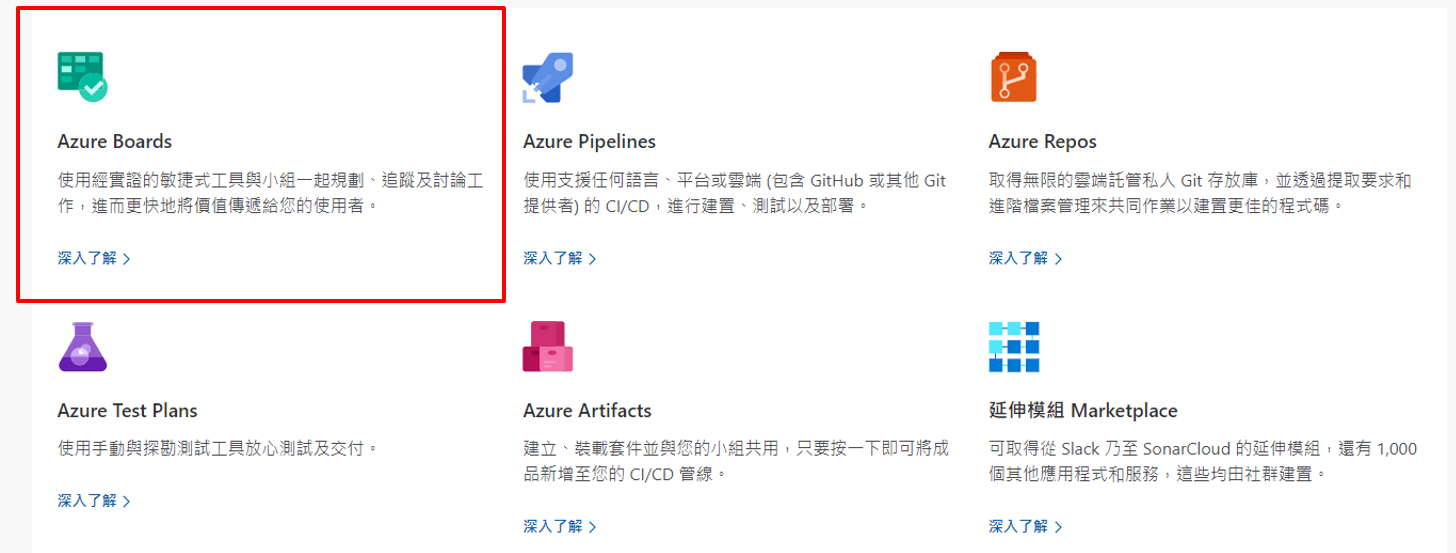 Azure Boards
使用經實證的敏捷式工具與小組一起規劃、追蹤及討論工
作，進而更快地將價值傳遞給您的使用者。
深入了解
Azure Pipelines
使用支援任何語言、平台或雲端 (包含 GitHub 或其他 Git
提供者) 的 CI/CD，進行建置、測試以及部署。
深入了解
Azure Repos
取得無限的雲端託管私人 Git 存放庫，並透過提取要求和
進階檔案管理來共同作業以建置更佳的程式碼。
深入了解
Azure Test Plans
使用手動與探勘測試工具放心測試及交付。
深入了解
Azure Artifacts
建立、裝載套件並與您的小組共用，只要按一下即可將成
品新增至您的 CI/CD 管線。
深入了解
延伸模組 Marketplace
可取得從 Slack 乃至 SonarCloud 的延伸模組，還有 1,000
個其他應用程式和服務，這些均由社群建置。
深入了解